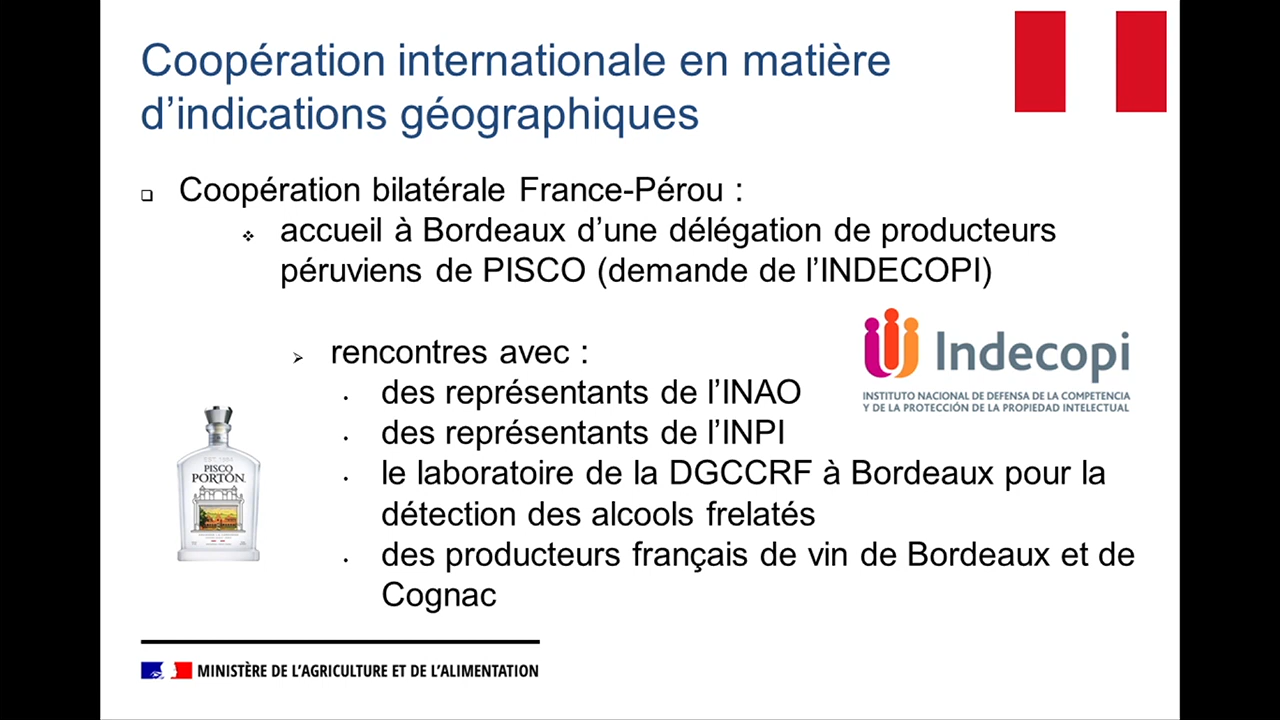 Coopération internationale en matière
d’indications géographiques
Coopération bilatérale France-Pérou :
accueil à Bordeaux d’une délégation de producteurs
péruviens de PISCO (demande de l’INDECOPI)
rencontres avec :
des représentants de l’INAO
des représentants de l’INPI
le laboratoire de la DGCCRF à Bordeaux pour la
détection des alcools frelatés
des producteurs français de vin de Bordeaux et de
Cognac
Indecopi
INSTITUTO NACIONAL DE DEFENSA DE LA COMPETENCIA
Y DE LA PROTECCIÓN DE LA PROPIEDAD INTELECTUAL
PISCO
PORTÓN
MINISTÈRE DE L’AGRICULTURE ET DE L’ALIMENTATION